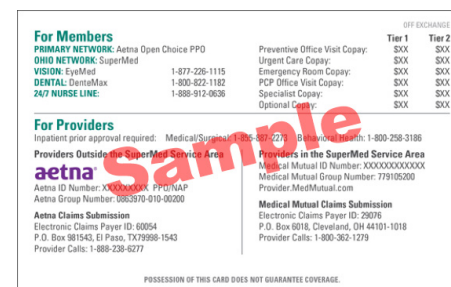 OFF EXCHANGE
For Members
Tier 1 Tier 2
PRIMARY NETWORK: Aetna Open Choice PPO Preventive Office Visit Copay: $XX $XX
OHIO NETWORK: SuperMed Urgent Care Copay: $XX $XX
VISION: EyeMed 1-877-226-1115 Emergency Room Copay: $XX $XX
DENTAL: DenteMax 1-800-822-1182 PCP Office Visit Copay: $XX $XX
24/7 NURSE LINE: 1-888-912-0636 Specialist Copay: $XX $XX
Optional Copay: $XX $XX
For Providers
Inpatient prior approval required: Medical/Surgical: 1-855-887-2273 Behavioral Health: 1-800-258-3186
Providers Outside the SuperMed Service Area
aetna
Aetna ID Number: XXXXXXXXX PPO/NAP
Aetna Group Number: 0863970-010-00200
Aetna Claims Submission
Electronic Claims Payer ID: 60054
P.O. Box 981543, El Paso, TX79998-1543
Provider Calls: 1-888-238-6277
Providers in the SuperMed Service Area
Medical Mutual ID Number: XXXXXXXXXXXX
Medical Mutual Group Number: 779105200
Provider.MedMutual.com
Medical Mutual Claims Submission
Electronic Claims Payer ID: 29076
P.O. Box 6018, Cleveland, OH 44101-1018
Provider Calls: 1-800-362-1279
Sample
POSSESSION OF THIS CARD DOES NOT GUARANTEE COVERAGE.